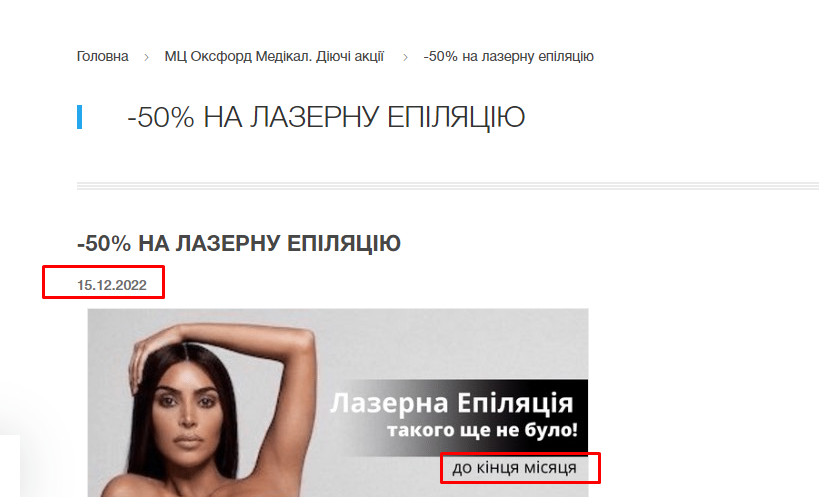 Головна > МЦ Оксфорд Медікал. Діючі акції > -50% на лазерну епіляцію
-50% НА ЛАЗЕРНУ ЕПІЛЯЦІЮ
-50% НА ЛАЗЕРНУ ЕПІЛЯЦІЮ
15.12.2022
Лазерна Епіляція
такого ще не було!
до кінця місяця